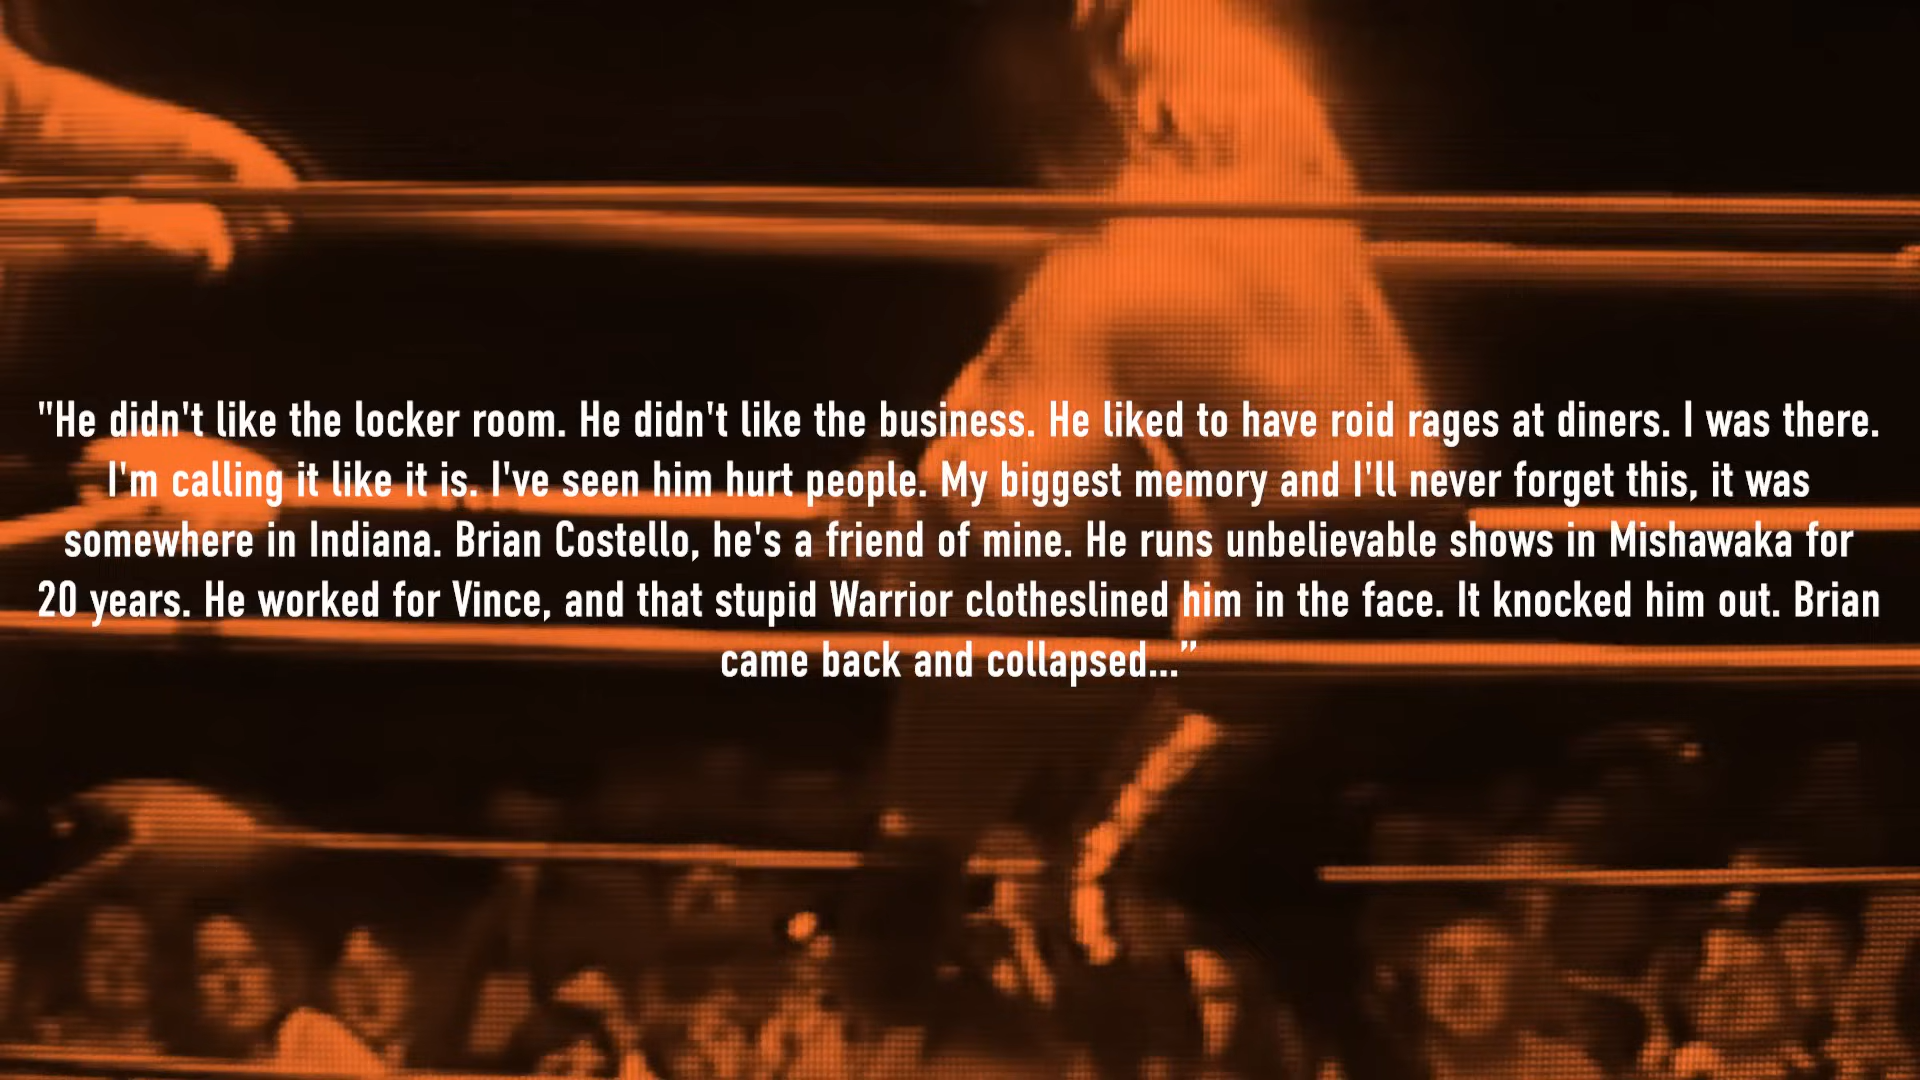 "He didn't like the locker room. He didn't like the business. He liked to have roid rages at diners. I was there.
I'm calling it like it is. I've seen him hurt people. My biggest memory and I'll never forget this, it was
somewhere in Indiana. Brian Costello, he's a friend of mine. He runs unbelievable shows in Mishawaka for
20 years. He worked for Vince, and that stupid Warrior clotheslined him in the face. It knocked him out. Brian
came back and collapsed...”